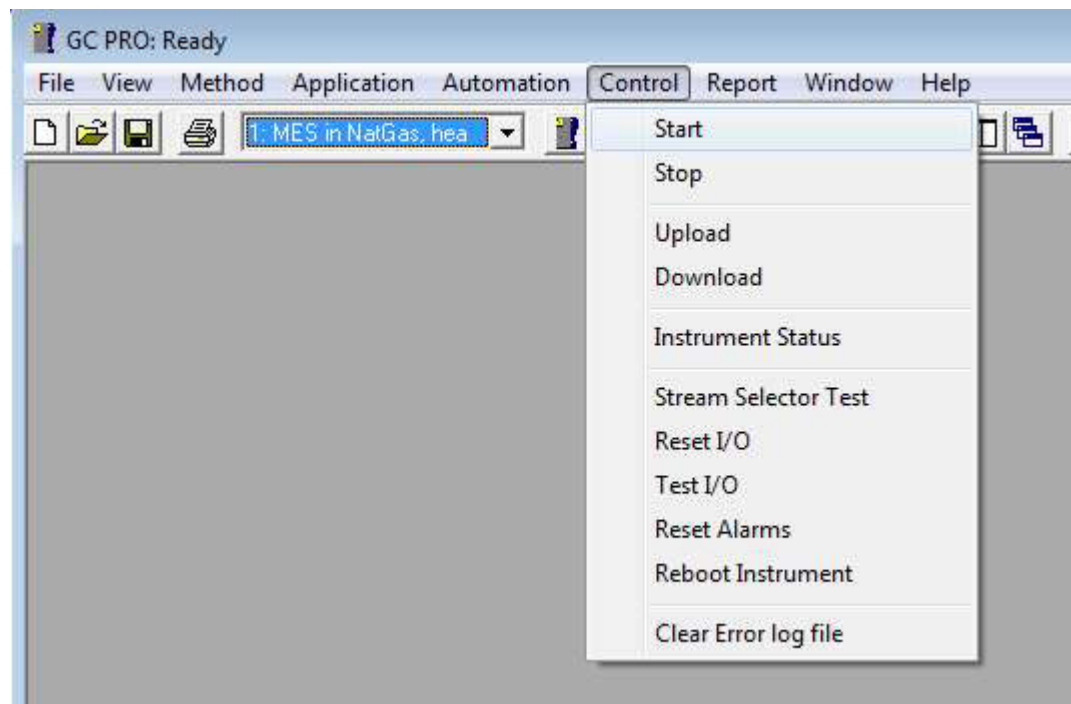 GC PRO: Ready
File View Method Application Automation Control Report Window Help
1: MES in NatGas, hea
Start
Stop
Upload
Download
Instrument Status
Stream Selector Test
Reset I/O
Test I/O
Reset Alarms
Reboot Instrument
Clear Error log file